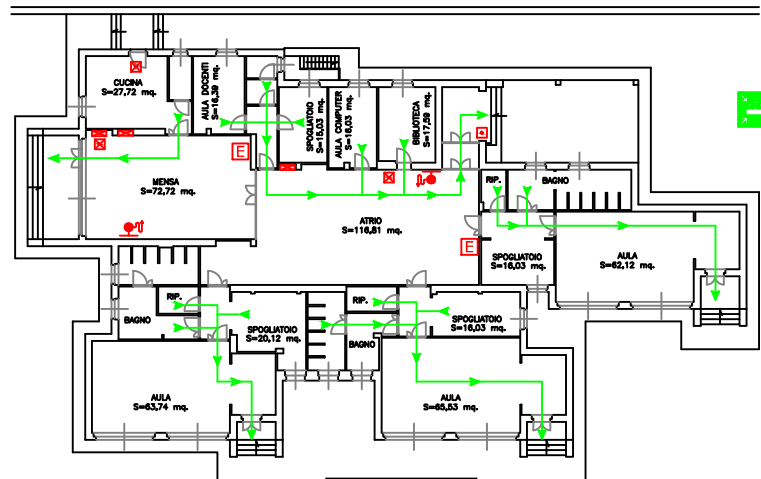 CUCINA
S=27,72 mq.
AULA DOCENTI
S=16,39 mq.
SPOGLIATOIO
S=15,03 mq.
AULA COMPUTER
S=16,03 mq.
BIBLIOTECA
S=17,59 mq.
E
MENSA
S=72,72 mq.
RIP.
BAGNO
ATRIO
S=116,81 mq.
E
SPOGLIATOIO
S=16,03 mq.
AULA
S=62,12 mq.
RIP.
BAGNO
SPOGLIATOIO
S=20,12 mq.
RIP.
BAGNO
SPOGLIATOIO
S=16,03 mq.
AULA
S=63,74 mq.
AULA
S=65,53 mq.